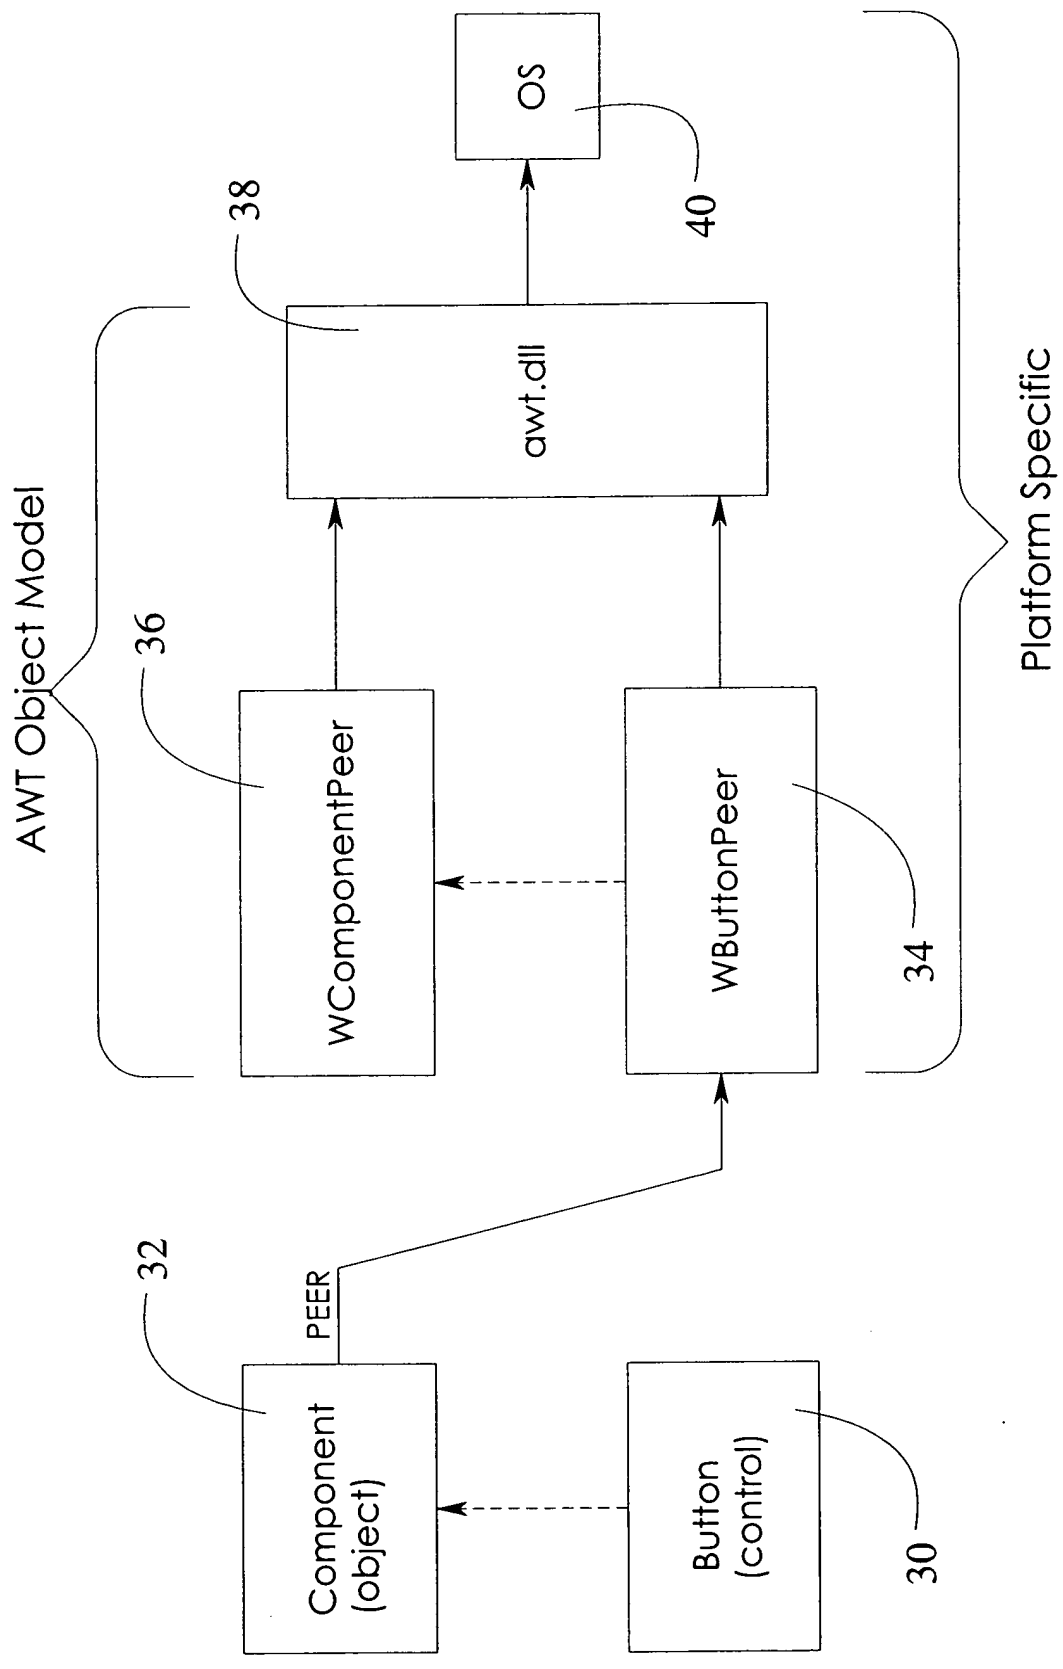 AWT Object Model
32
Component
(object)
PEER
36
WComponentPeer
38
awt.dll
OS
40
Button
(control)
30
WButtonPeer
34
Platform Specific